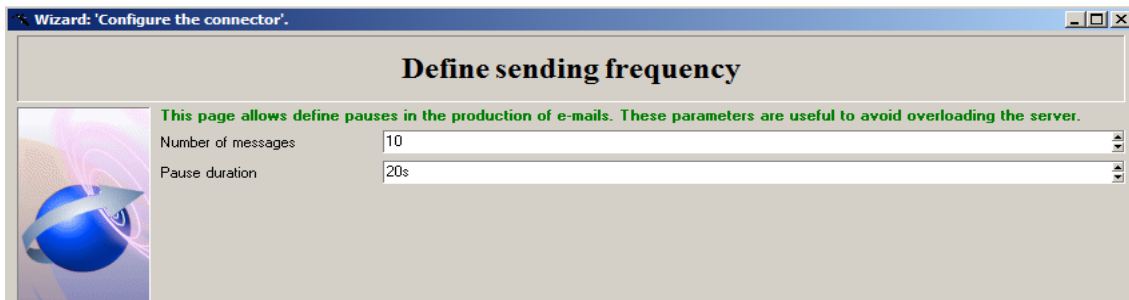 Wizard: 'Configure the connector'.
Define sending frequency
This page allows define pauses in the production of e-mails. These parameters are useful to avoid overloading the server.
Number of messages 10
Pause duration 20s